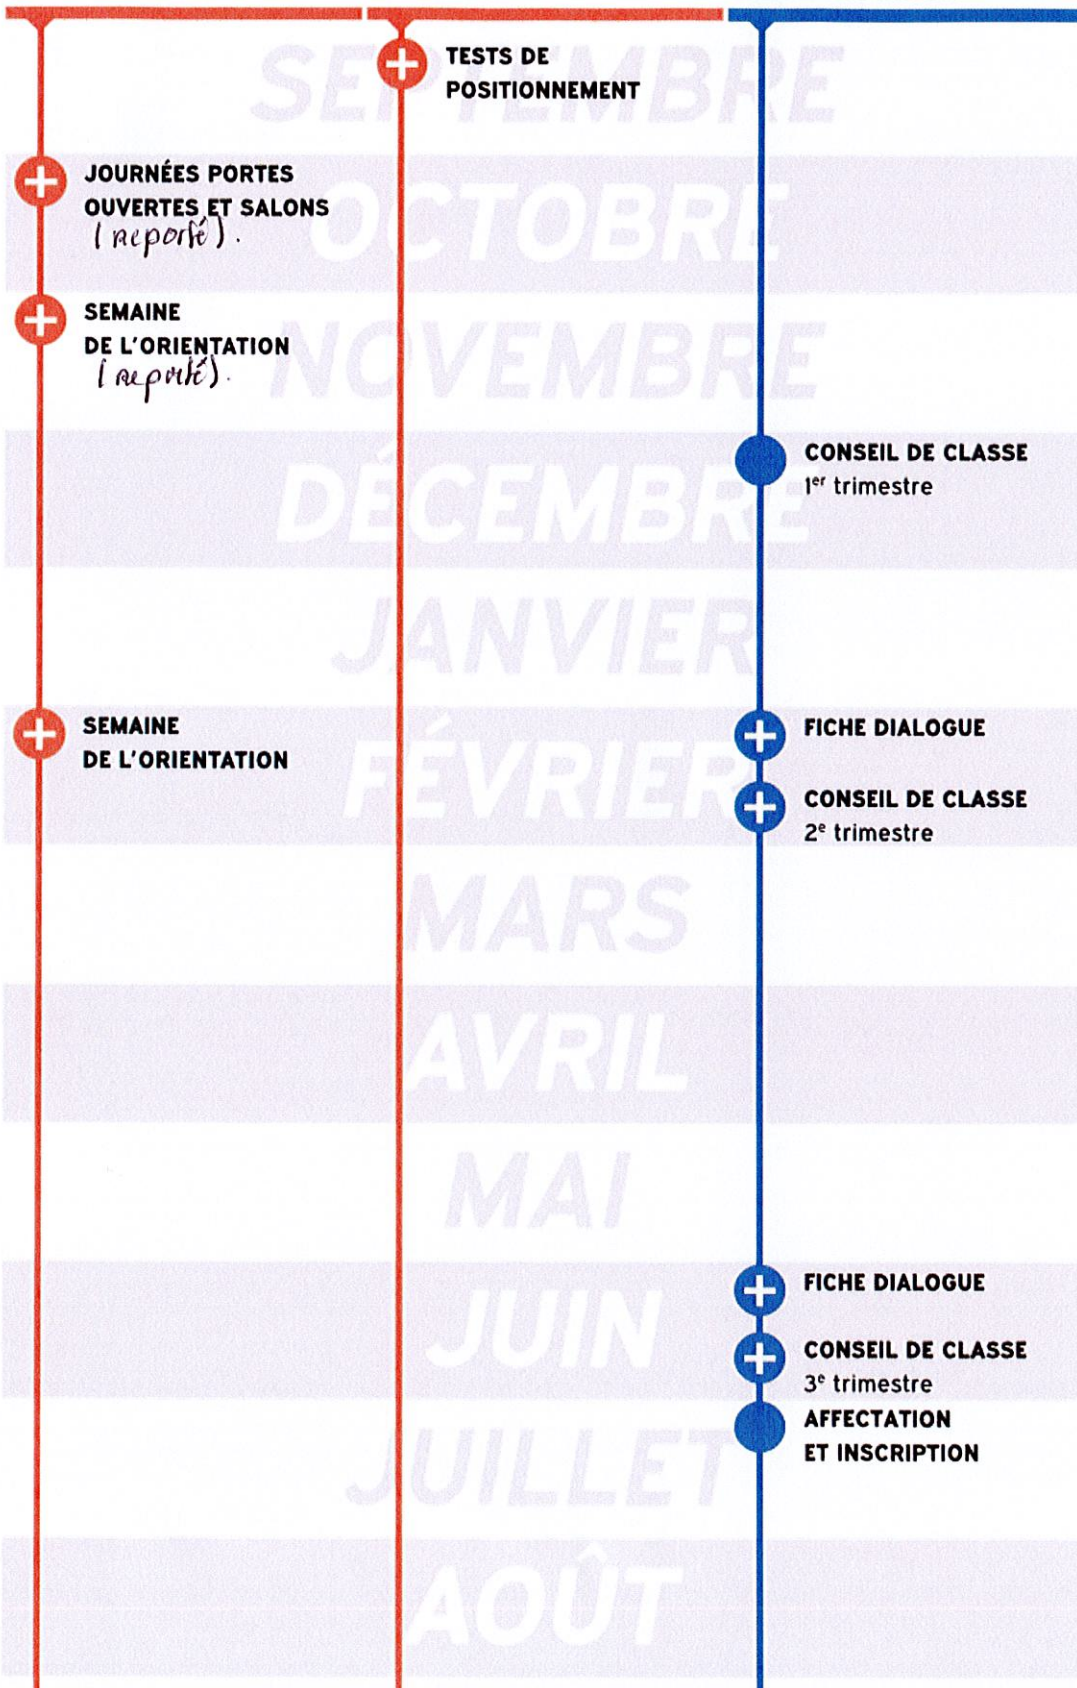 SEPTEMBRE
TESTS DE
POSITIONNEMENT
OCTOBRE
JOURNÉES PORTES
OUVERTES ET SALONS
(reporté).
NOVEMBRE
SEMAINE
DE L'ORIENTATION
(reporté).
DÉCEMBRE
CONSEIL DE CLASSE
1er trimestre
JANVIER
FÉVRIER
SEMAINE
DE L'ORIENTATION
FICHE DIALOGUE
CONSEIL DE CLASSE
2e trimestre
MARS
AVRIL
MAI
JUIN
FICHE DIALOGUE
CONSEIL DE CLASSE
3e trimestre
JUILLET
AFFECTATION
ET INSCRIPTION
AOÛT